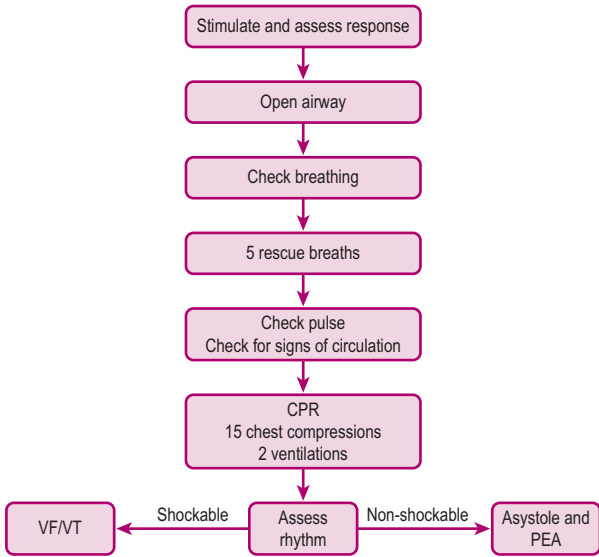 Stimulate and assess response
Open airway
Check breathing
5 rescue breaths
Check pulse
Check for signs of circulation
CPR
15 chest compressions
2 ventilations
VF/VT
Shockable
Assess
rhythm
Non-shockable
Asystole and
PEA